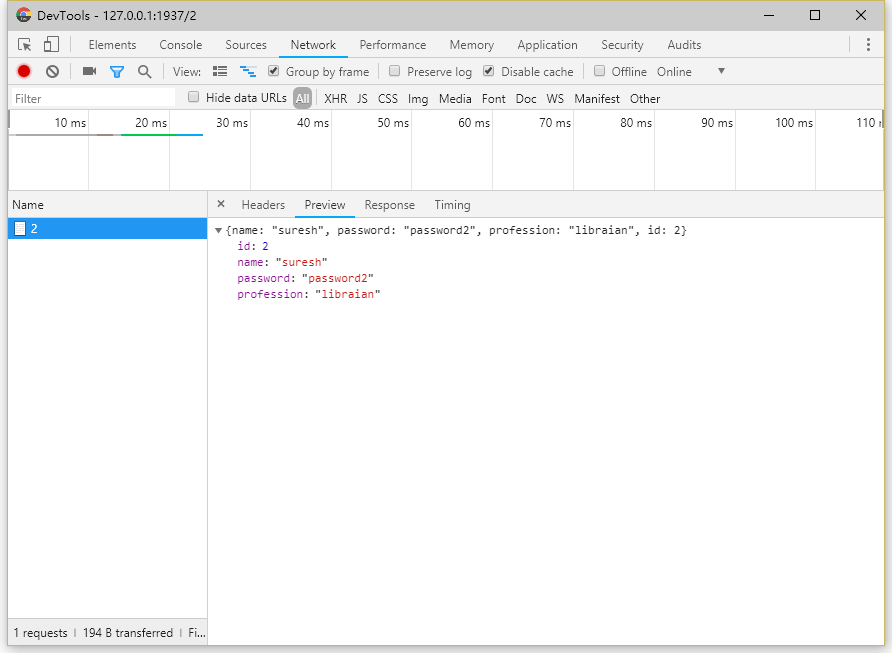 DevTools - 127.0.0.1:1937/2
Elements Console Sources Network Performance Memory Application Security Audits
View: Group by frame Preserve log Disable cache Offline Online
Filter Hide data URLs All XHR JS CSS Img Media Font Doc WS Manifest Other
10 ms 20 ms 30 ms 40 ms 50 ms 60 ms 70 ms 80 ms 90 ms 100 ms 110
Name × Headers Preview Response Timing
2
{name: "suresh", password: "password2", profession: "libraian", id: 2}
id: 2
name: "suresh"
password: "password2"
profession: "libraian"
1 requests | 194 B transferred | Fi...